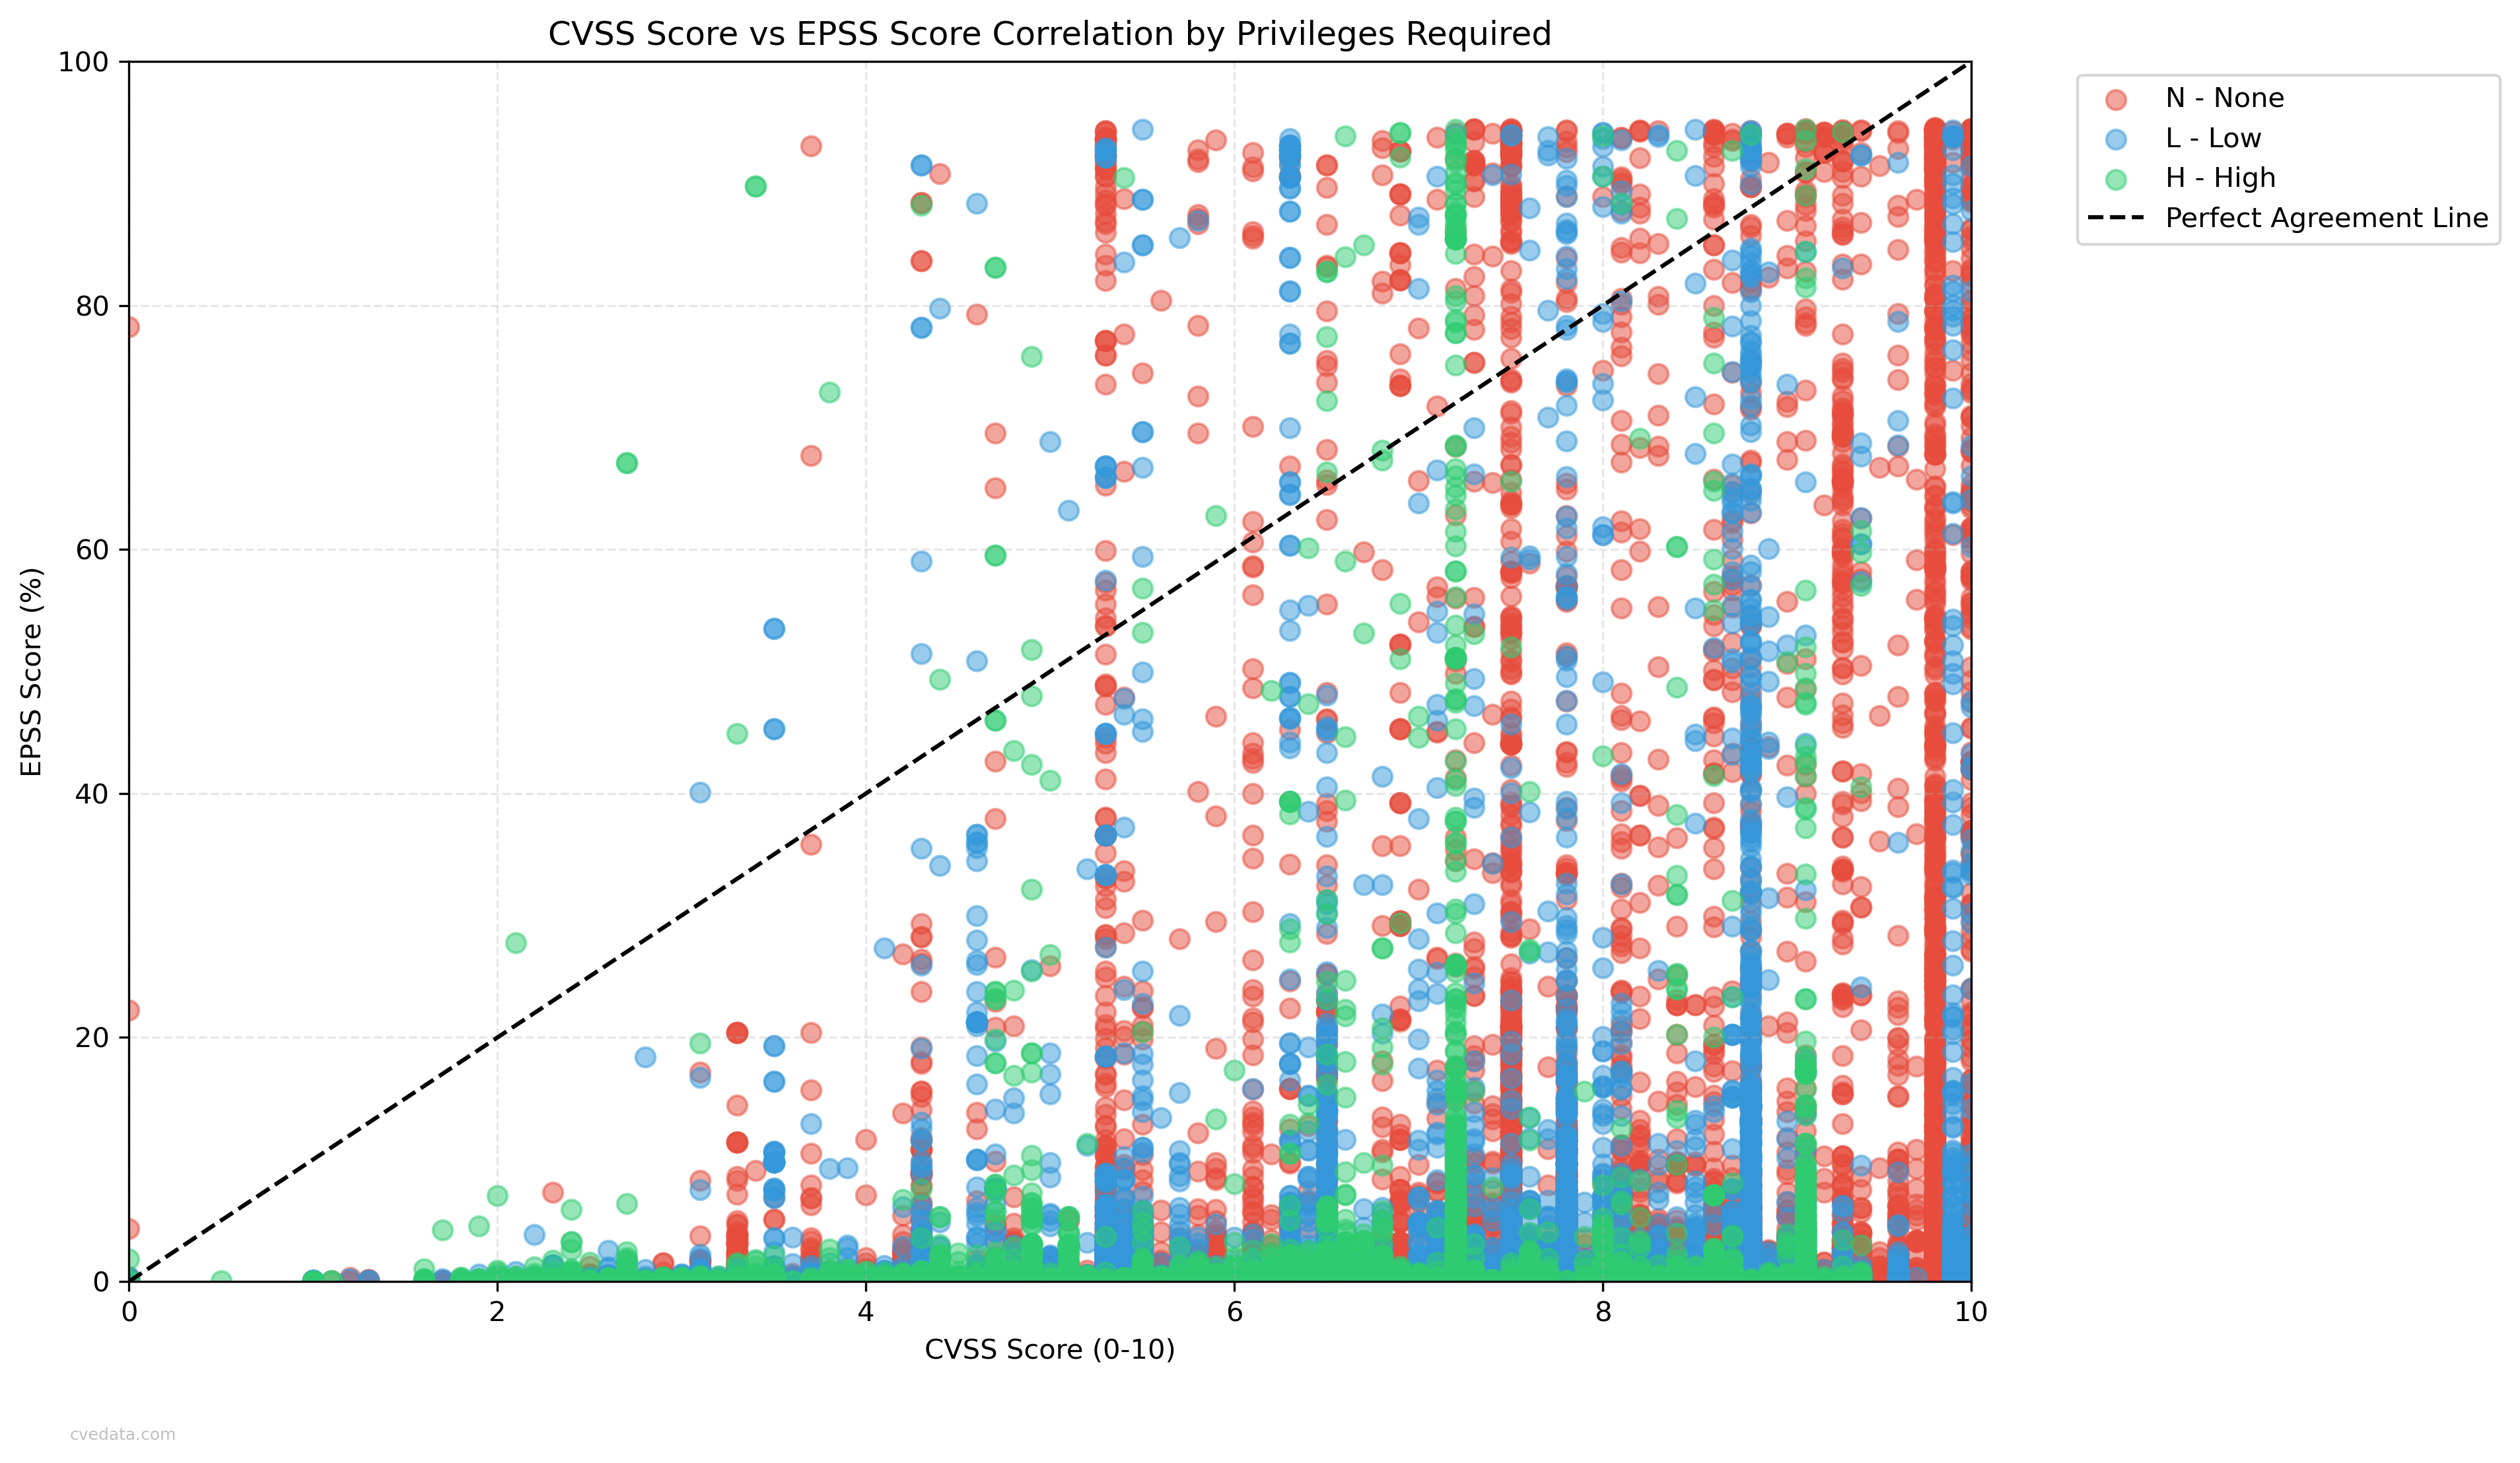 CVSS Score vs EPSS Score Correlation by Privileges Required
N - None
L - Low
H - High
Perfect Agreement Line
EPSS Score (%)
100
80
60
40
20
0
0 2 4 6 8 10
CVSS Score (0-10)
cvedata.com